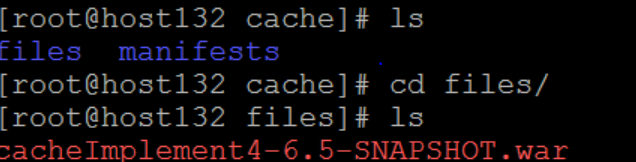 [root@host132 cache]# ls
files manifests
[root@host132 cache]# cd files/
[root@host132 files]# ls
cacheImplement4-6.5-SNAPSHOT.war